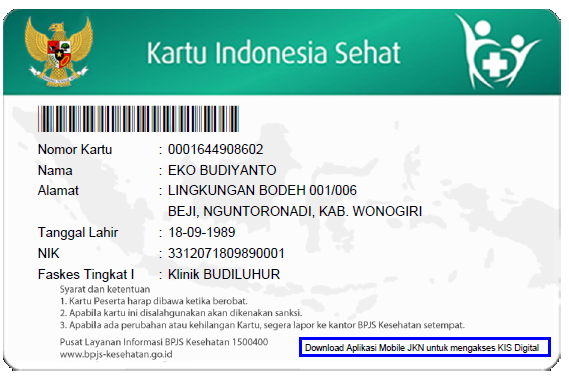 Kartu Indonesia Sehat
Nomor Kartu : 0001644908602
Nama : EKO BUDIYANTO
Alamat : LINGKUNGAN BODEH 001/006
BEJI, NGUNTORONADI, KAB. WONOGIRI
Tanggal Lahir : 18-09-1989
NIK : 3312071809890001
Faskes Tingkat I : Klinik BUDILUHUR
Syarat dan ketentuan
1. Kartu Peserta harap dibawa ketika berobat.
2. Apabila kartu ini disalahgunakan akan dikenakan sanksi.
3. Apabila ada perubahan atau kehilangan Kartu, segera lapor ke kantor BPJS Kesehatan setempat.
Pusat Layanan Informasi BPJS Kesehatan 1500400
www.bpjs-kesehatan.go.id
Download Aplikasi Mobile JKN untuk mengakses KIS Digital